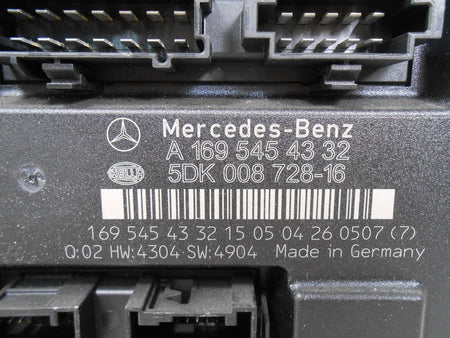 Mercedes-Benz
A 169 545 43 32
HELLA
5DK 008 728-16
169 545 43 32 15 05 04 26 0507 (7)
Q:02 HW:4304 SW:4904 Made in Germany